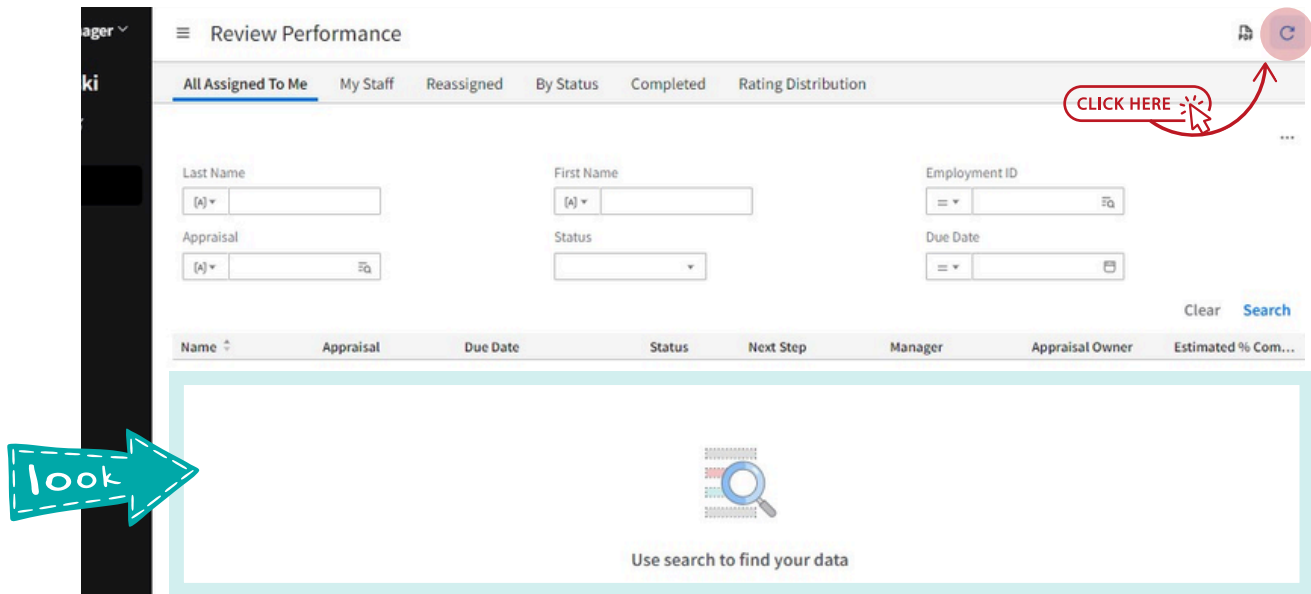 ager
Review Performance
PDF
ki
All Assigned To Me My Staff Reassigned By Status Completed Rating Distribution
CLICK HERE
...
Last Name First Name Employment ID
[A] [A] =
Appraisal Status Due Date
[A] =
Clear Search
Name Appraisal Due Date Status Next Step Manager Appraisal Owner Estimated % Com...
look
Use search to find your data